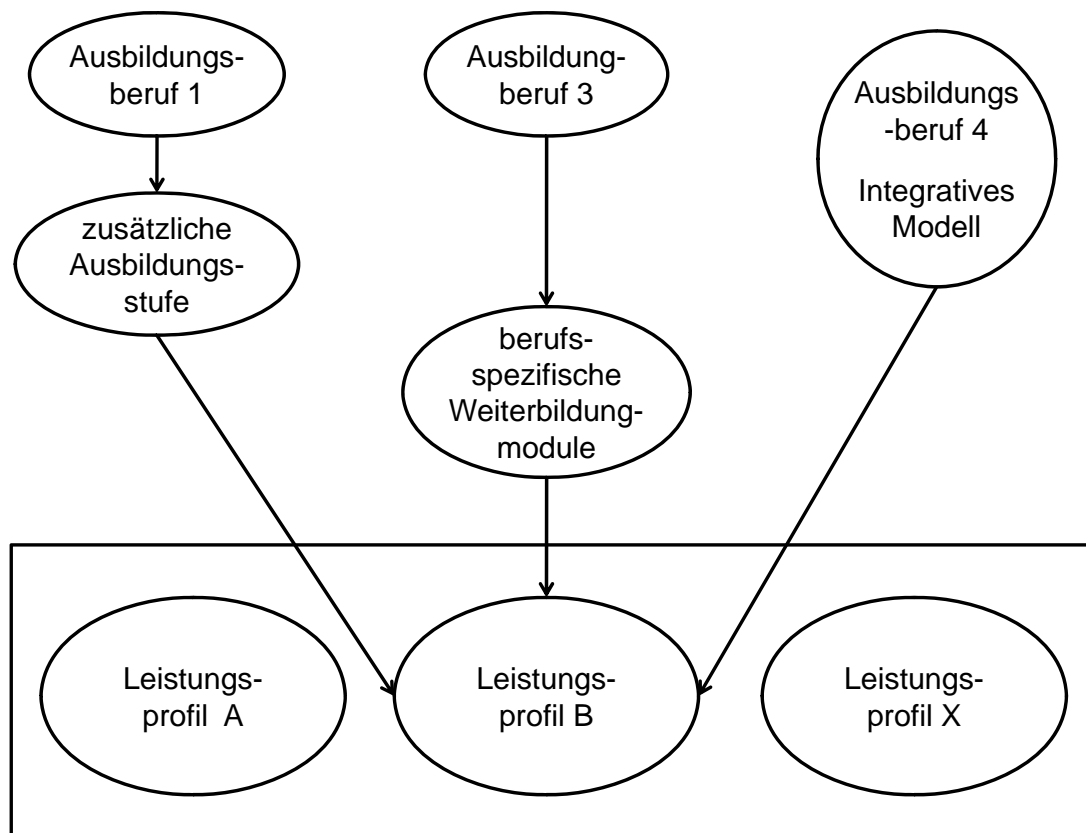 Ausbildungs-
beruf 1
Ausbildung-
beruf 3
Ausbildungs
-beruf 4
Integratives
Modell
zusätzliche
Ausbildungs-
stufe
berufs-
spezifische
Weiterbildung-
module
Leistungs-
profil A
Leistungs-
profil B
Leistungs-
profil X